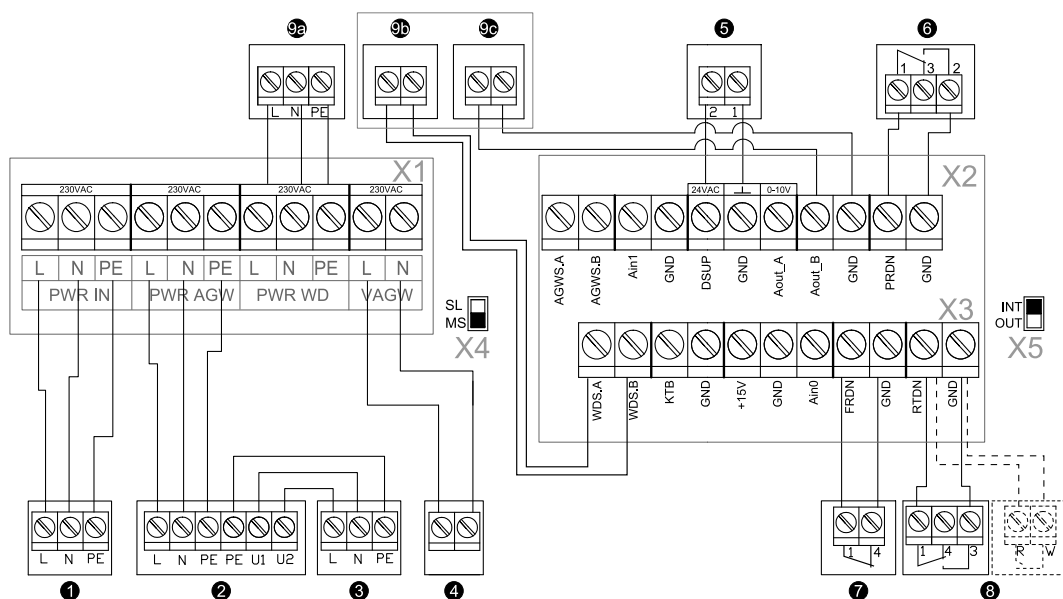 9a 9b 9c 5 6
1 3 2
L N PE 2 1
X1 X2
230VAC 230VAC 230VAC 230VAC
24VAC ⊥ 0-10V
L N PE L N PE L N PE L N
PWR IN PWR AGW PWR WD VAGW
AGWS.A AGWS.B Ain1 GND DSUP GND Aout_A Aout_B GND PRDN GND
SL
MS
X4
X3
INT
OUT
X5
WDS.A WDS.B KTB GND +15V GND Ain0 FRDN GND RTDN GND
L N PE L N PE PE U1 U2 L N PE
1 4 1 4 3 R W
1 2 3 4 7 8